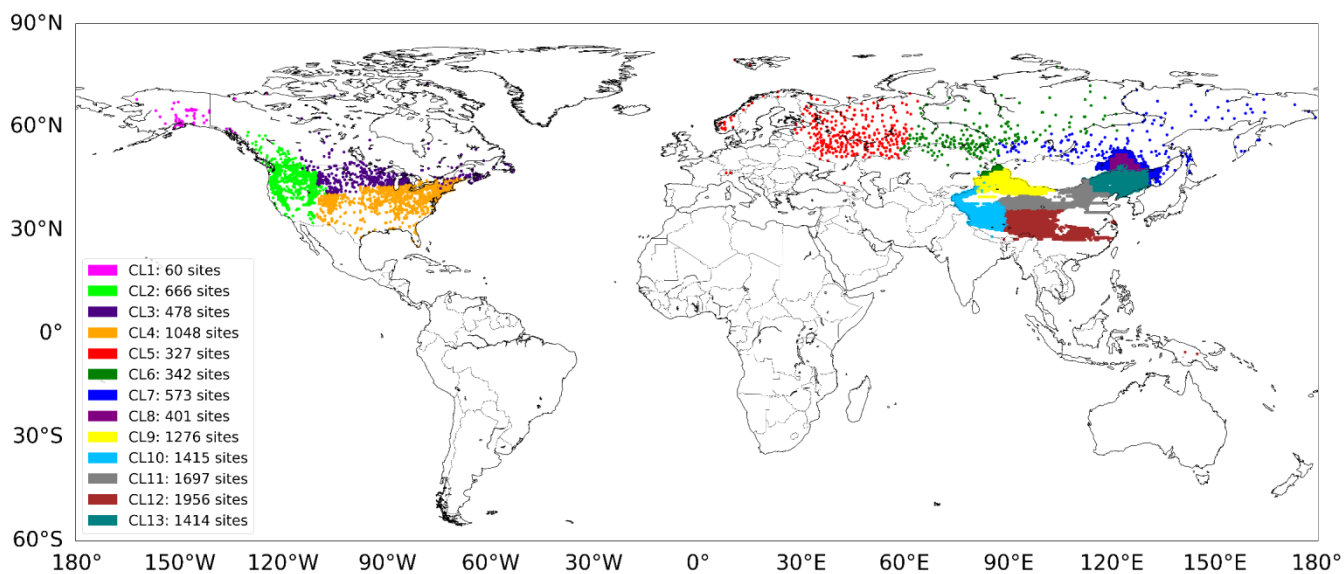 90°N
60°N
30°N
0°
30°S
60°S
CL1: 60 sites
CL2: 666 sites
CL3: 478 sites
CL4: 1048 sites
CL5: 327 sites
CL6: 342 sites
CL7: 573 sites
CL8: 401 sites
CL9: 1276 sites
CL10: 1415 sites
CL11: 1697 sites
CL12: 1956 sites
CL13: 1414 sites
180° 150°W 120°W 90°W 60°W 30°W 0° 30°E 60°E 90°E 120°E 150°E 180°